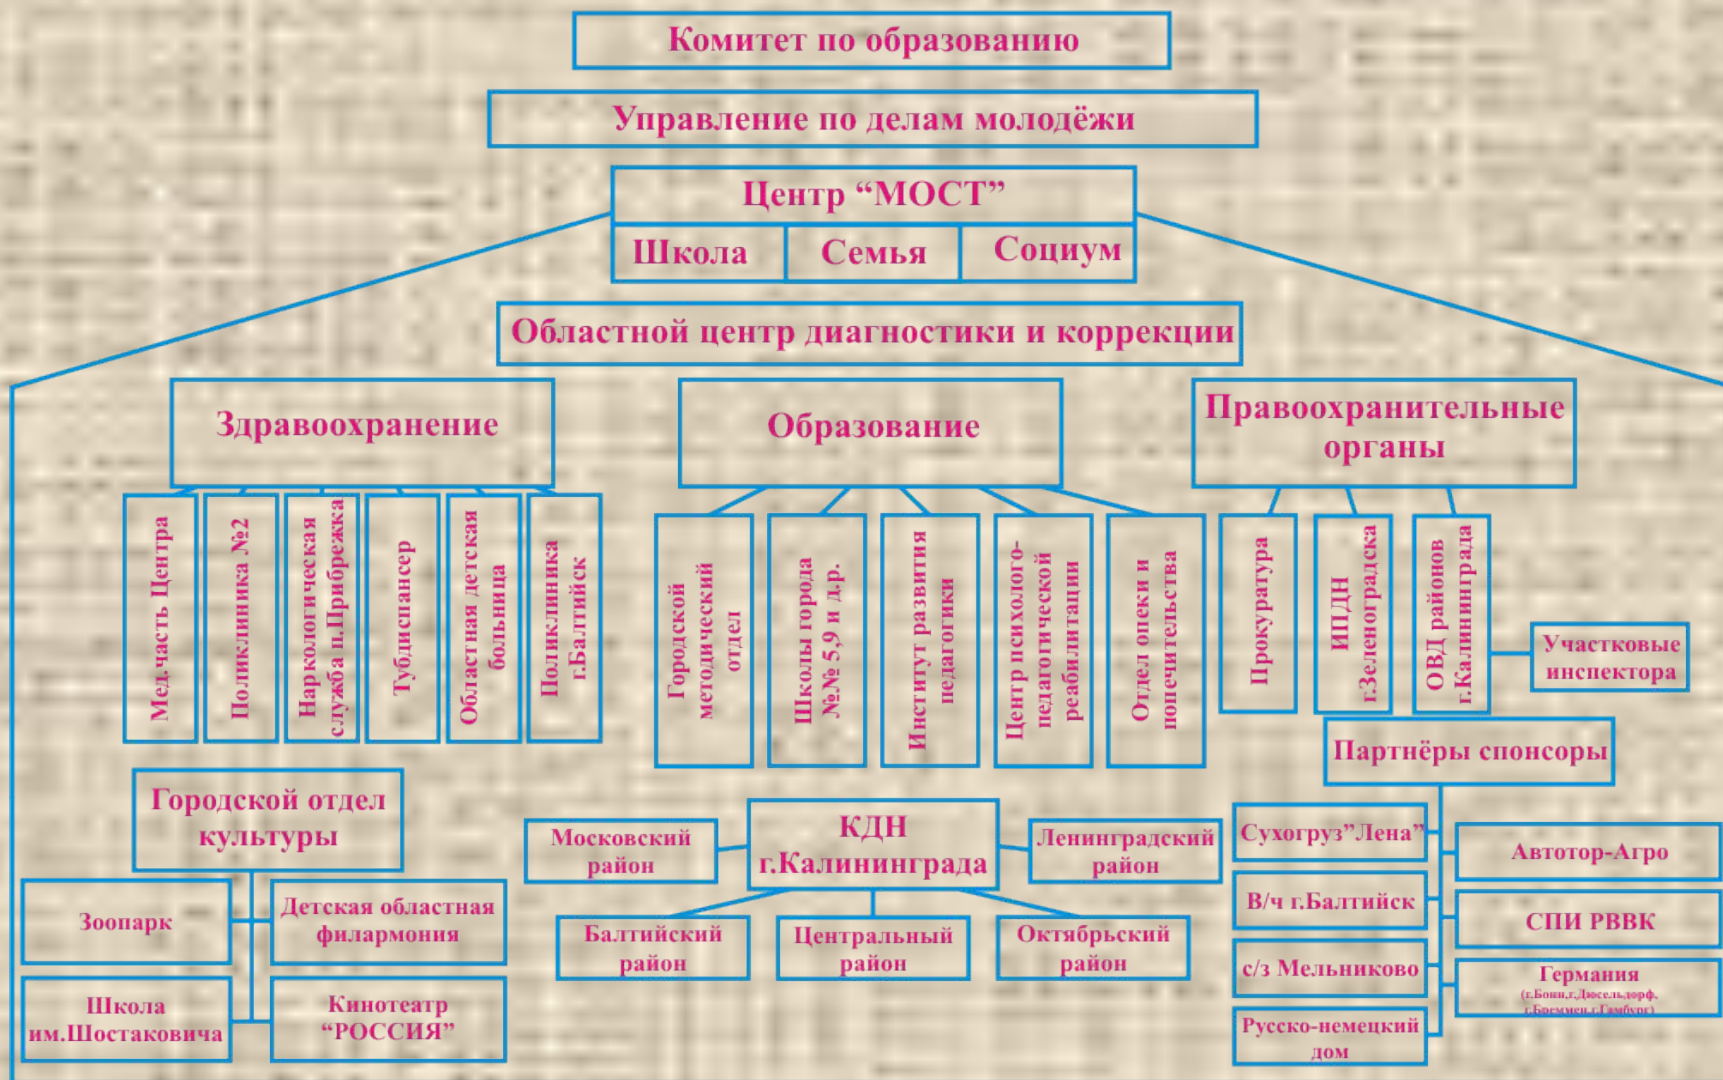 Комитет по образованию
Управление по делам молодёжи
Центр “МОСТ”
Школа
Семья
Социум
Областной центр диагностики и коррекции
Здравоохранение
Мед.часть Центра
Поликлиника №2
Наркологическая
служба п.Прибрежка
Тубдиспансер
Областная детская
больница
Поликлиника
г.Балтийск
Образование
Городской
методический
отдел
Школы города
№№ 5,9 и д.р.
Институт развития
педагогики
Центр психолого-
педагогической
реабилитации
Отдел опеки и
попечительства
Правоохранительные
органы
Прокуратура
ИПДН
г.Зеленоградска
ОВД районов
г.Калининграда
Участковые
инспектора
Городской отдел
культуры
Зоопарк
Детская областная
филармония
Школа
им.Шостаковича
Кинотеатр
“РОССИЯ”
КДН
г.Калининграда
Московский
район
Ленинградский
район
Балтийский
район
Центральный
район
Октябрьский
район
Партнёры спонсоры
Сухогруз”Лена”
Автотор-Агро
В/ч г.Балтийск
СПИ РВВК
с/з Мельниково
Германия
(г.Бонн,г.Дюсельдорф,
г.Бреммен,г.Гамбург)
Русско-немецкий
дом